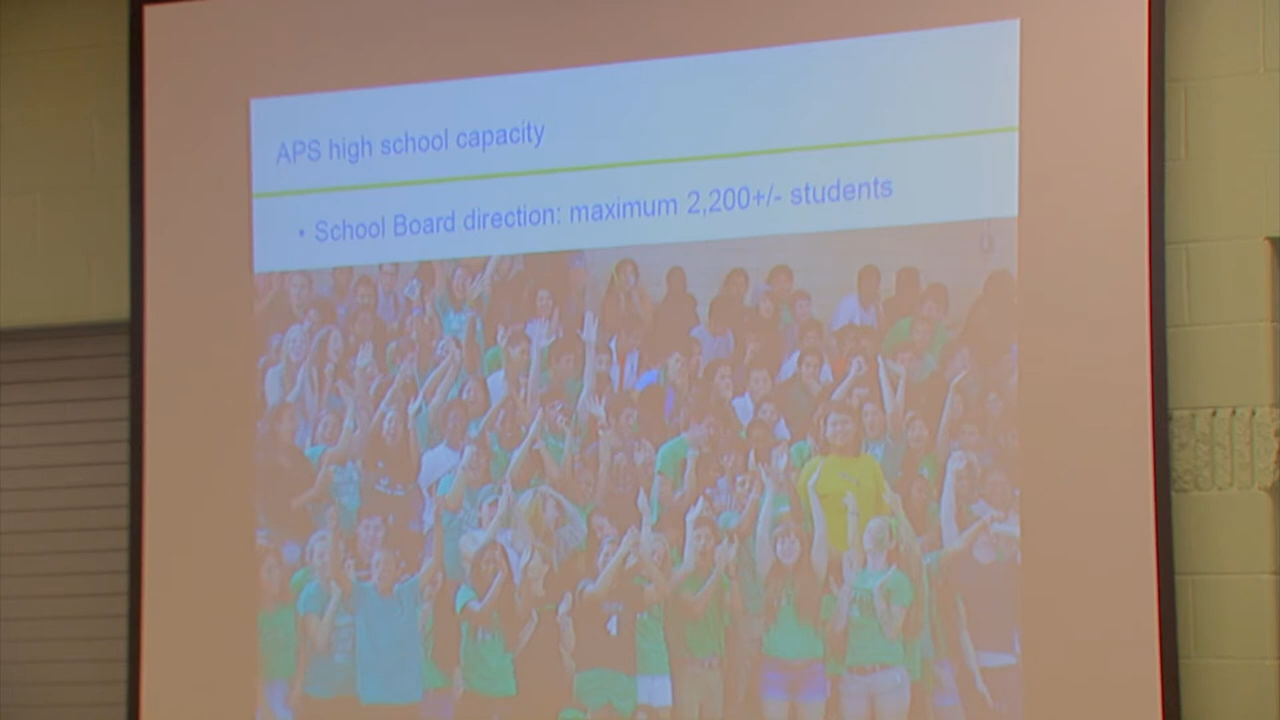 APS high school capacity
• School Board direction: maximum 2,200+/- students